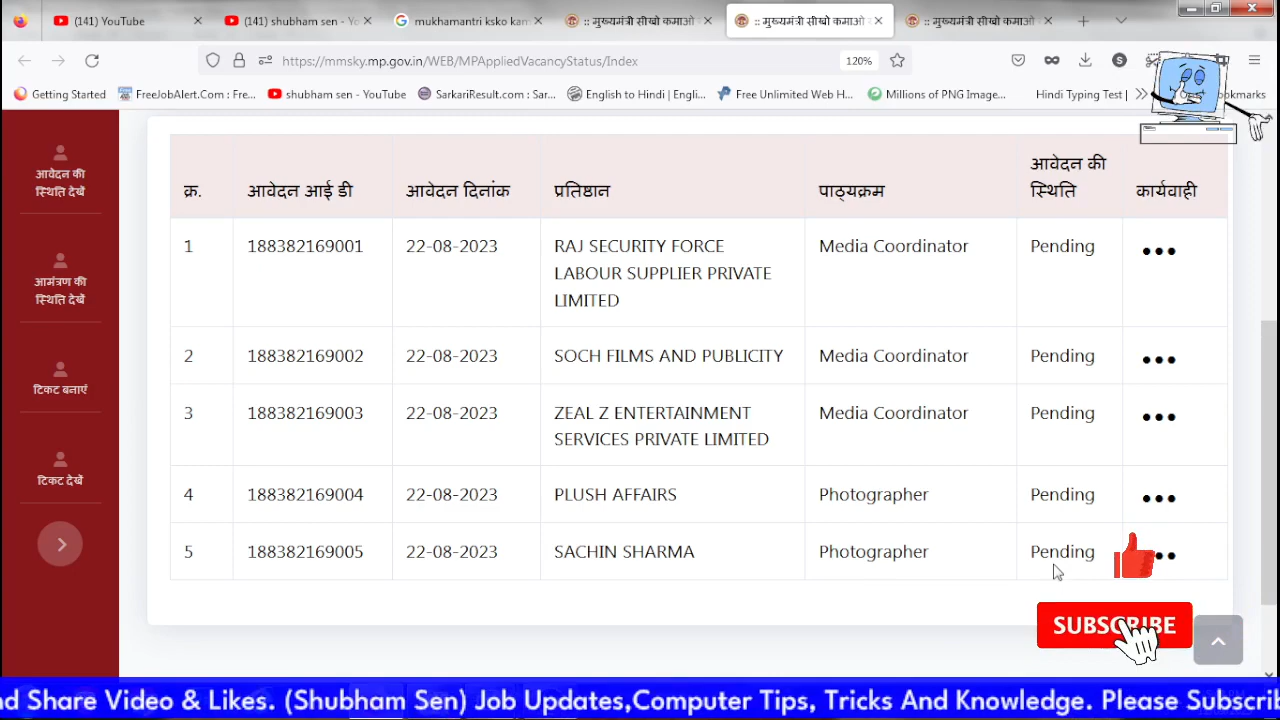 (141) YouTube
(141) shubham sen - Yo
mukhamantri ksko kam
:: मुख्यमंत्री सीखो कमाओ
:: मुख्यमंत्री सीखो कमाओ
:: मुख्यमंत्री सीखो कमाओ
https://mmsky.mp.gov.in/WEB/MPAppliedVacancyStatus/Index
120%
Getting Started
FreeJobAlert.Com : Fre...
shubham sen - YouTube
SarkariResult.com : Sar...
English to Hindi | Engli...
Free Unlimited Web H...
Millions of PNG Image...
Hindi Typing Test |
okmarks
आवेदन की
स्थिति देखें
आमंत्रण की
स्थिति देखें
टिकट बनाएं
टिकट देखें
क्र. आवेदन आई डी आवेदन दिनांक प्रतिष्ठान पाठ्यक्रम आवेदन की स्थिति कार्यवाही
1 188382169001 22-08-2023 RAJ SECURITY FORCE Media Coordinator Pending
LABOUR SUPPLIER PRIVATE
LIMITED
2 188382169002 22-08-2023 SOCH FILMS AND PUBLICITY Media Coordinator Pending
3 188382169003 22-08-2023 ZEAL Z ENTERTAINMENT Media Coordinator Pending
SERVICES PRIVATE LIMITED
4 188382169004 22-08-2023 PLUSH AFFAIRS Photographer Pending
5 188382169005 22-08-2023 SACHIN SHARMA Photographer Pending
SUBSCRIBE
nd Share Video & Likes. (Shubham Sen) Job Updates,Computer Tips, Tricks And Knowledge. Please Subscrib